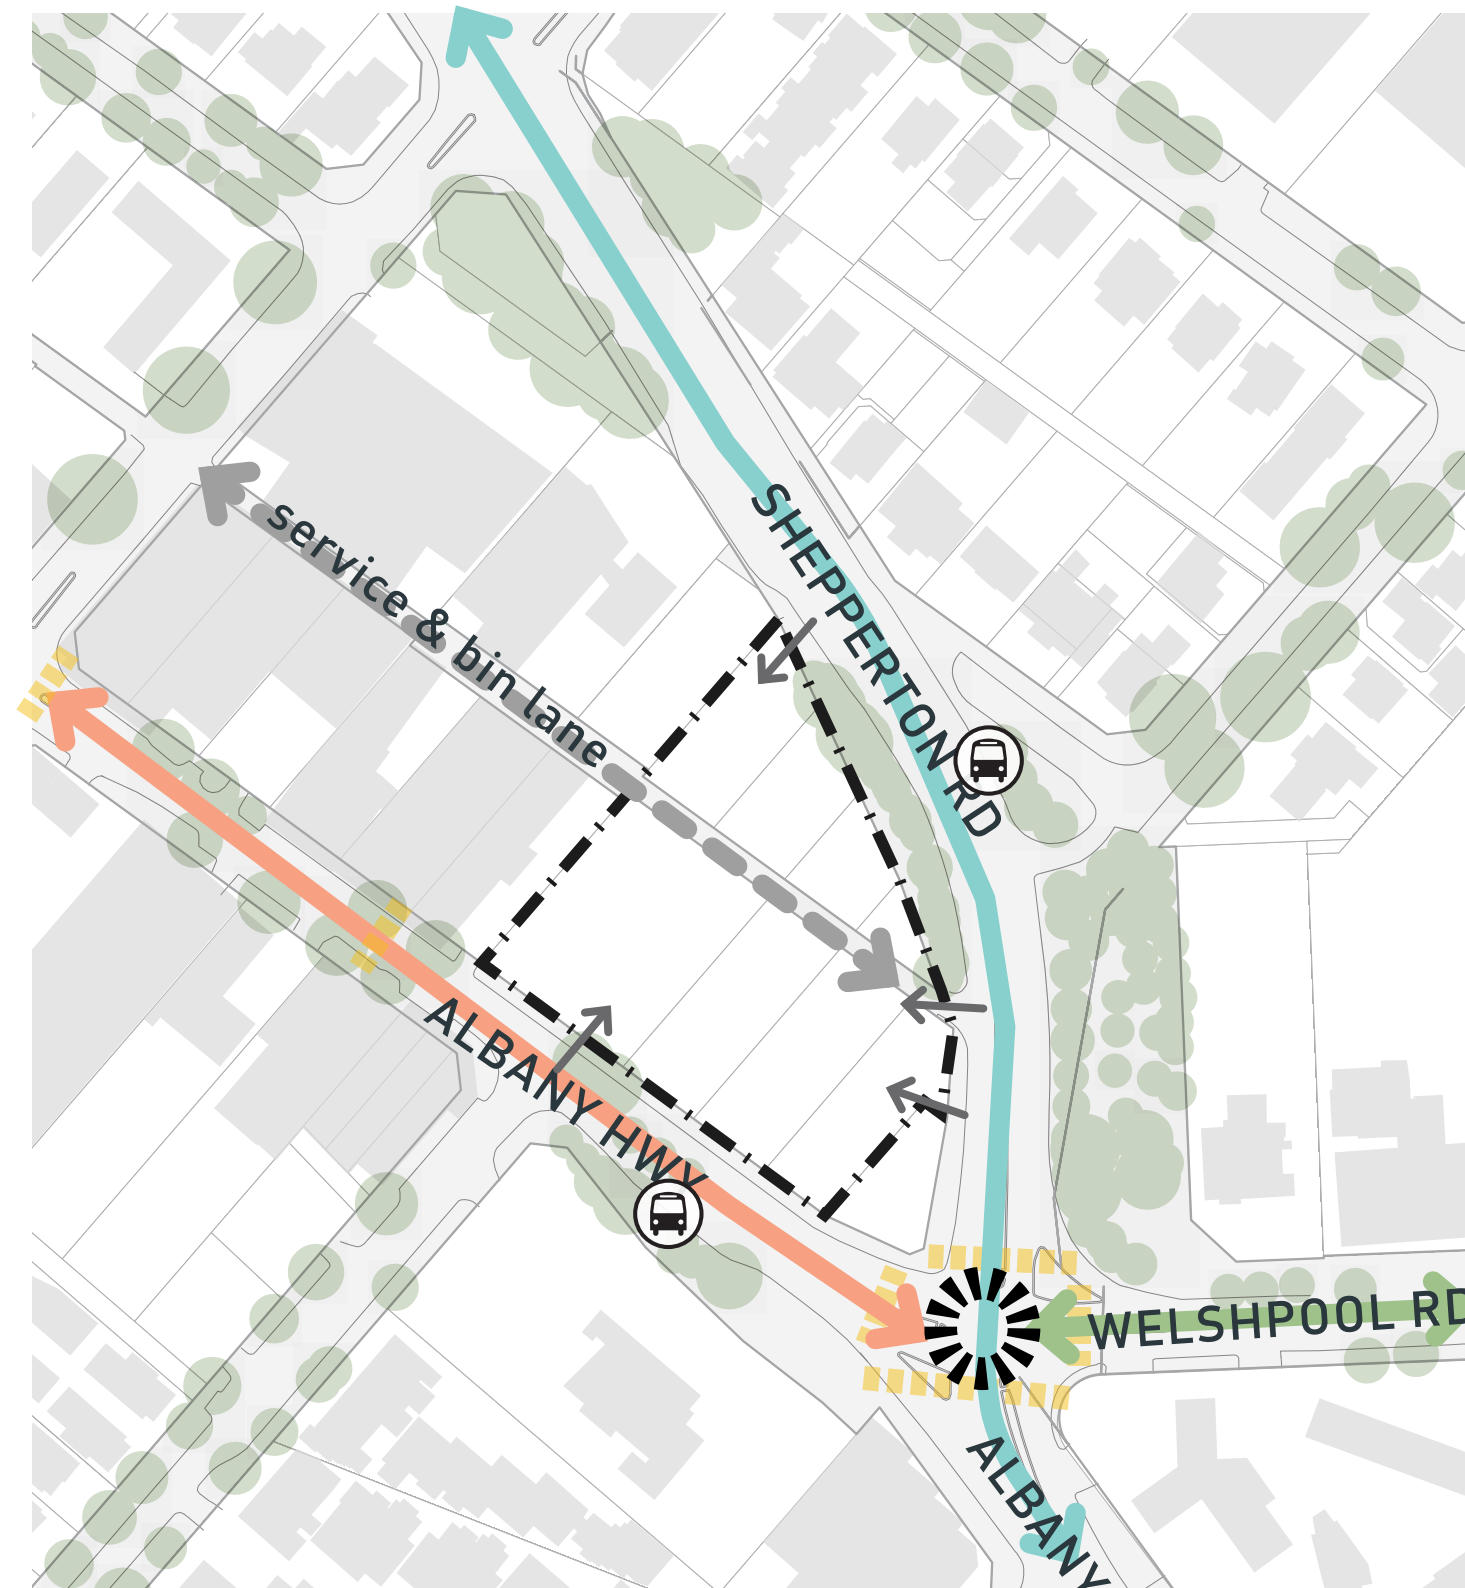 SHEPPERTON RD
service & bin lane
ALBANY HWY
WELSHPOOL RD
ALBANY